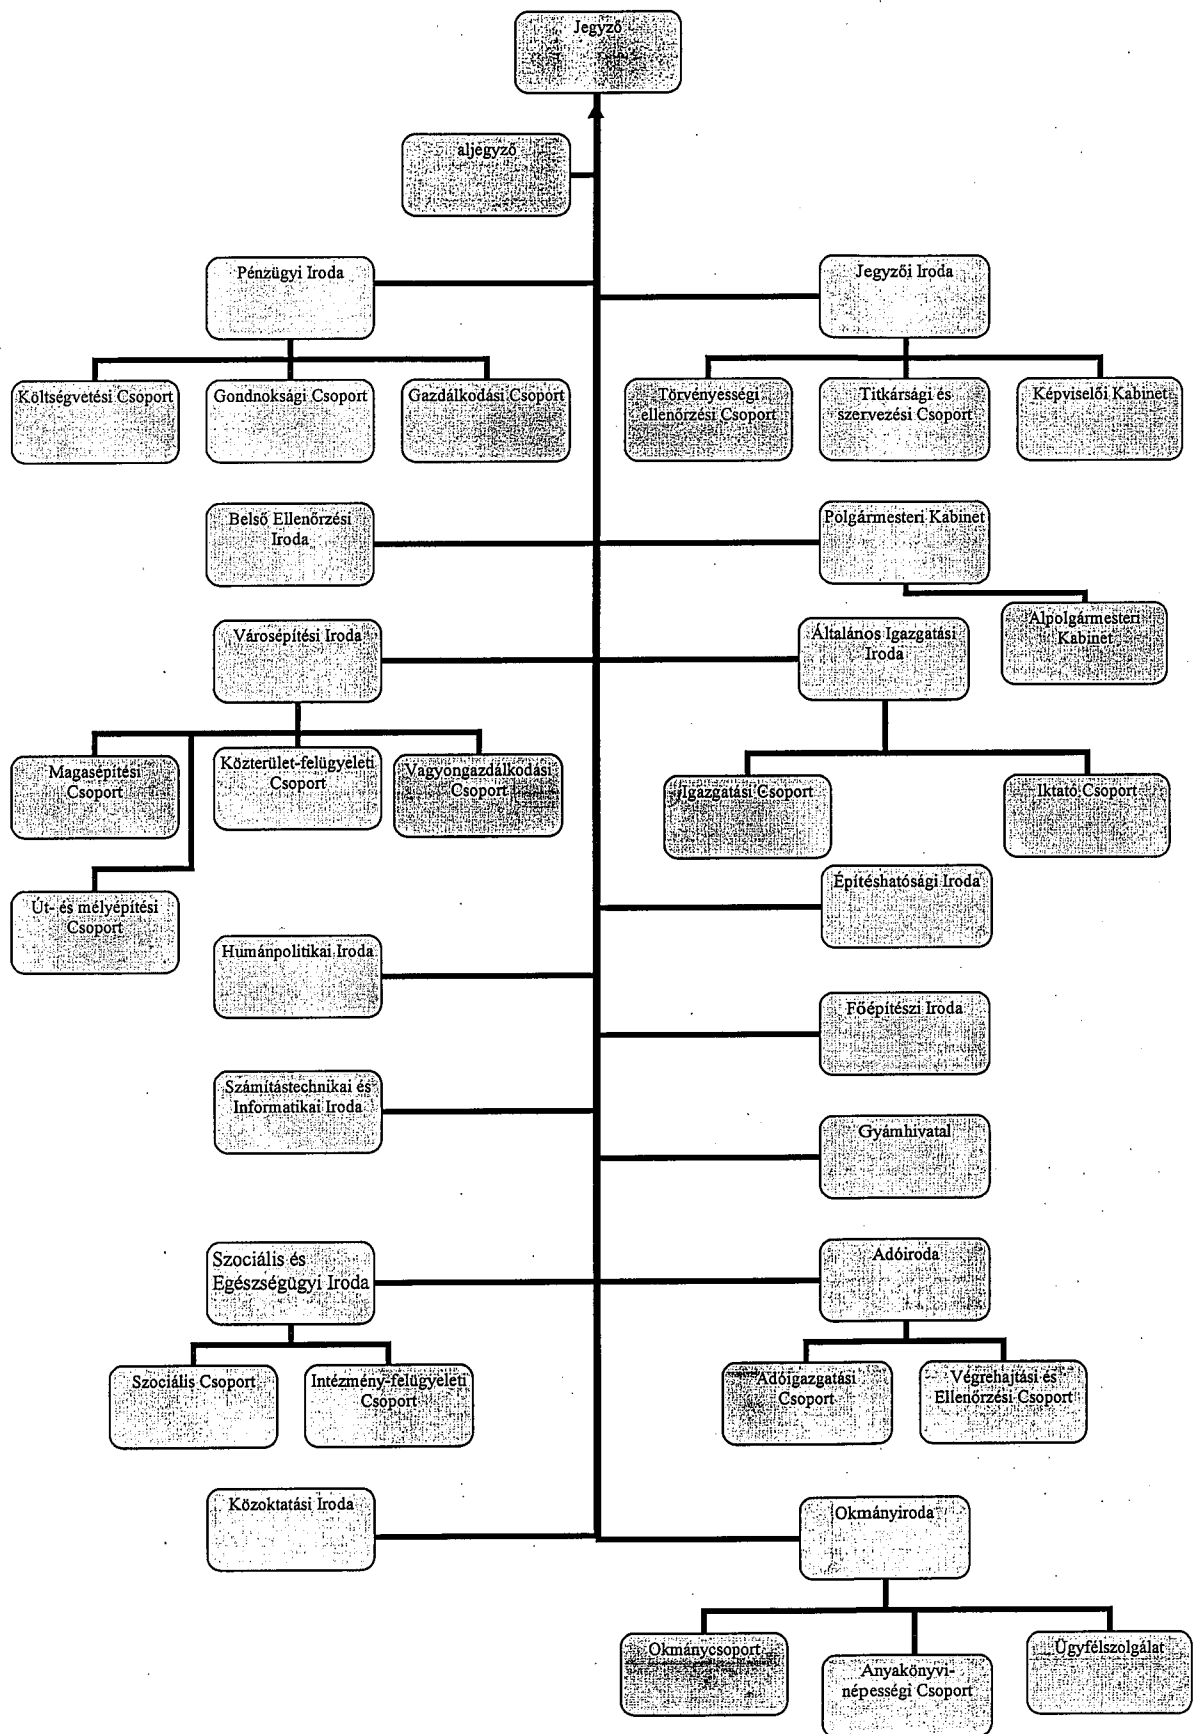 Jegyző
aljegyző
Pénzügyi Iroda
Jegyzői Iroda
Költségvetési Csoport
Gondnoksági Csoport
Gazdálkodási Csoport
Törvényességi
ellenőrzési Csoport
Titkársági és
szervezési Csoport
Képviselői Kabinet
Belső Ellenőrzési
Iroda
Polgármesteri Kabinet
Alpolgármesteri
Kabinet
Városépítési Iroda
Általános Igazgatási
Iroda
Magasépítési
Csoport
Közterület-felügyeleti
Csoport
Vagyongazdálkodási
Csoport
Igazgatási Csoport
Iktató Csoport
Út- és mélyépítési
Csoport
Építéshatósági Iroda
Humánpolitikai Iroda
Főépítészi Iroda
Számítástechnikai és
Informatikai Iroda
Gyámhivatal
Szociális és
Egészségügyi Iroda
Adóiroda
Szociális Csoport
Intézmény-felügyeleti
Csoport
Adóigazgatási
Csoport
Végrehajtási és
Ellenőrzési Csoport
Közoktatási Iroda
Okmányiroda
Okmánycsoport
Anyakönyvi-
népességi Csoport
Ügyfélszolgálat